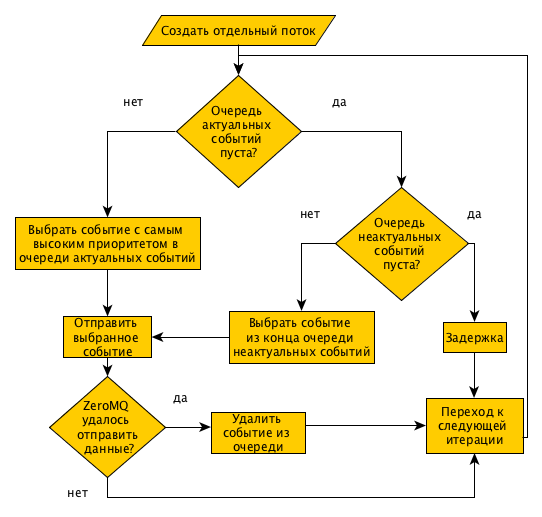 Создать отдельный поток
нет
да
Очередь
актуальных
событий
пуста?
Выбрать событие с самым
высоким приоритетом в
очереди актуальных событий
нет
да
Очередь
неактуальных
событий
пуста?
Отправить
выбранное
событие
Выбрать событие
из конца очереди
неактуальных событий
Задержка
ZeroMQ
удалось
отправить
данные?
да
Удалить
событие из
очереди
Переход к
следующей
итерации
нет